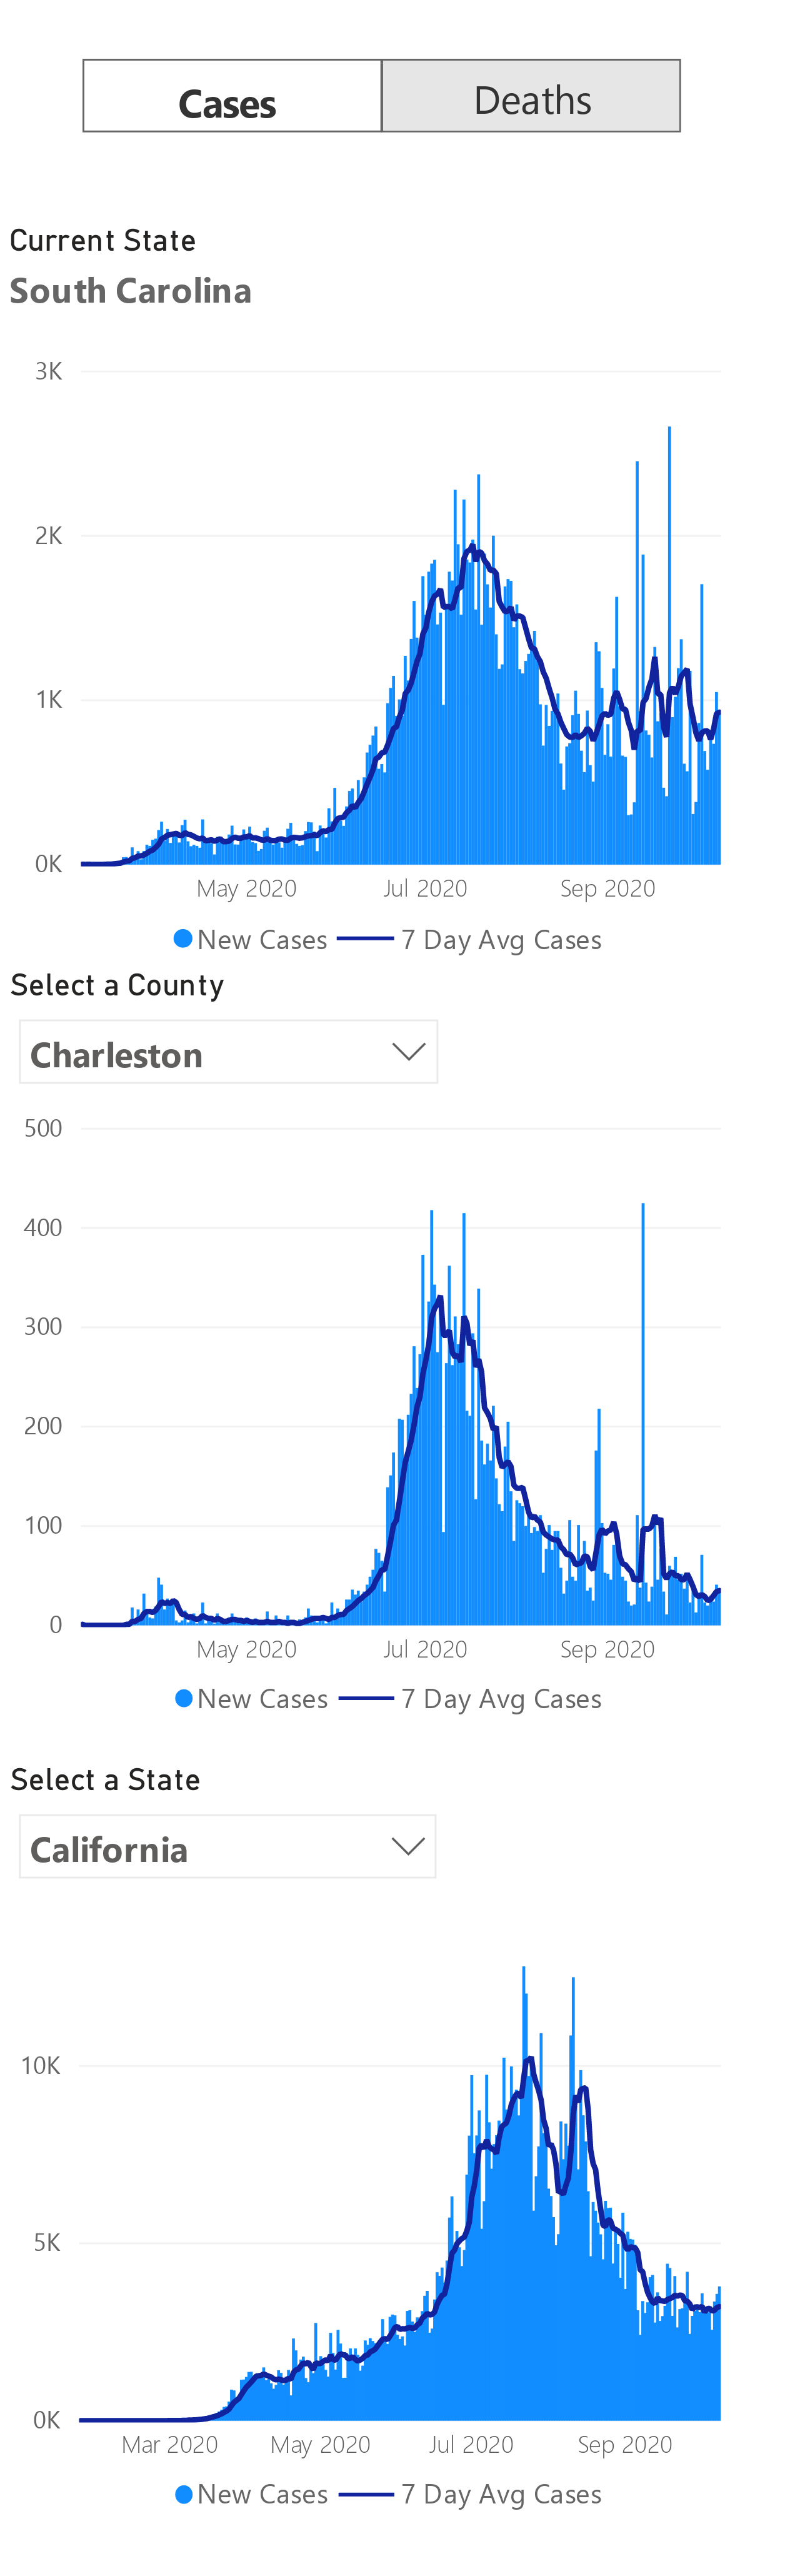 Cases Deaths
Current State
South Carolina
3K
2K
1K
0K
May 2020 Jul 2020 Sep 2020
New Cases 7 Day Avg Cases
Select a County
Charleston
500
400
300
200
100
0
May 2020 Jul 2020 Sep 2020
New Cases 7 Day Avg Cases
Select a State
California
10K
5K
0K
Mar 2020 May 2020 Jul 2020 Sep 2020
New Cases 7 Day Avg Cases